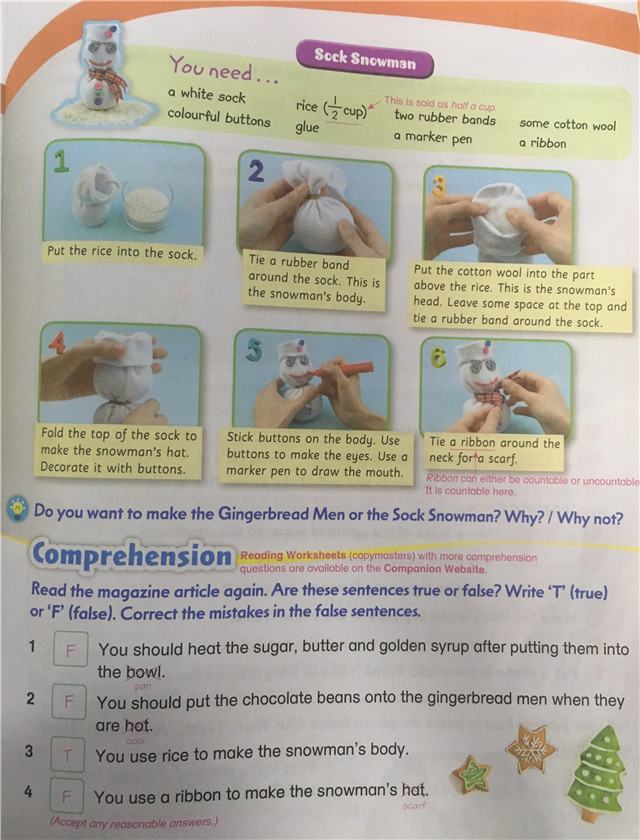 Sock Snowman
You need...
a white sock
colourful buttons
rice (1/2 cup)
glue
This is said as half a cup.
two rubber bands
a marker pen
some cotton wool
a ribbon
1
Put the rice into the sock.
2
Tie a rubber band
around the sock. This is
the snowman's body.
3
Put the cotton wool into the part
above the rice. This is the snowman's
head. Leave some space at the top and
tie a rubber band around the sock.
4
Fold the top of the sock to
make the snowman's hat.
Decorate it with buttons.
5
Stick buttons on the body. Use
buttons to make the eyes. Use a
marker pen to draw the mouth.
6
Tie a ribbon around the
neck for a scarf.
Ribbon can either be countable or uncountable
It is countable here.
Do you want to make the Gingerbread Men or the Sock Snowman? Why? / Why not?
Comprehension
Reading Worksheets (copymasters) with more comprehension
questions are available on the Companion Website.
Read the magazine article again. Are these sentences true or false? Write 'T' (true)
or 'F' (false). Correct the mistakes in the false sentences.
1 F You should heat the sugar, butter and golden syrup after putting them into
the bowl.
pan
2 F You should put the chocolate beans onto the gingerbread men when they
are hot.
cool
3 T You use rice to make the snowman's body.
4 F You use a ribbon to make the snowman's hat.
scarf
(Accept any reasonable answers.)